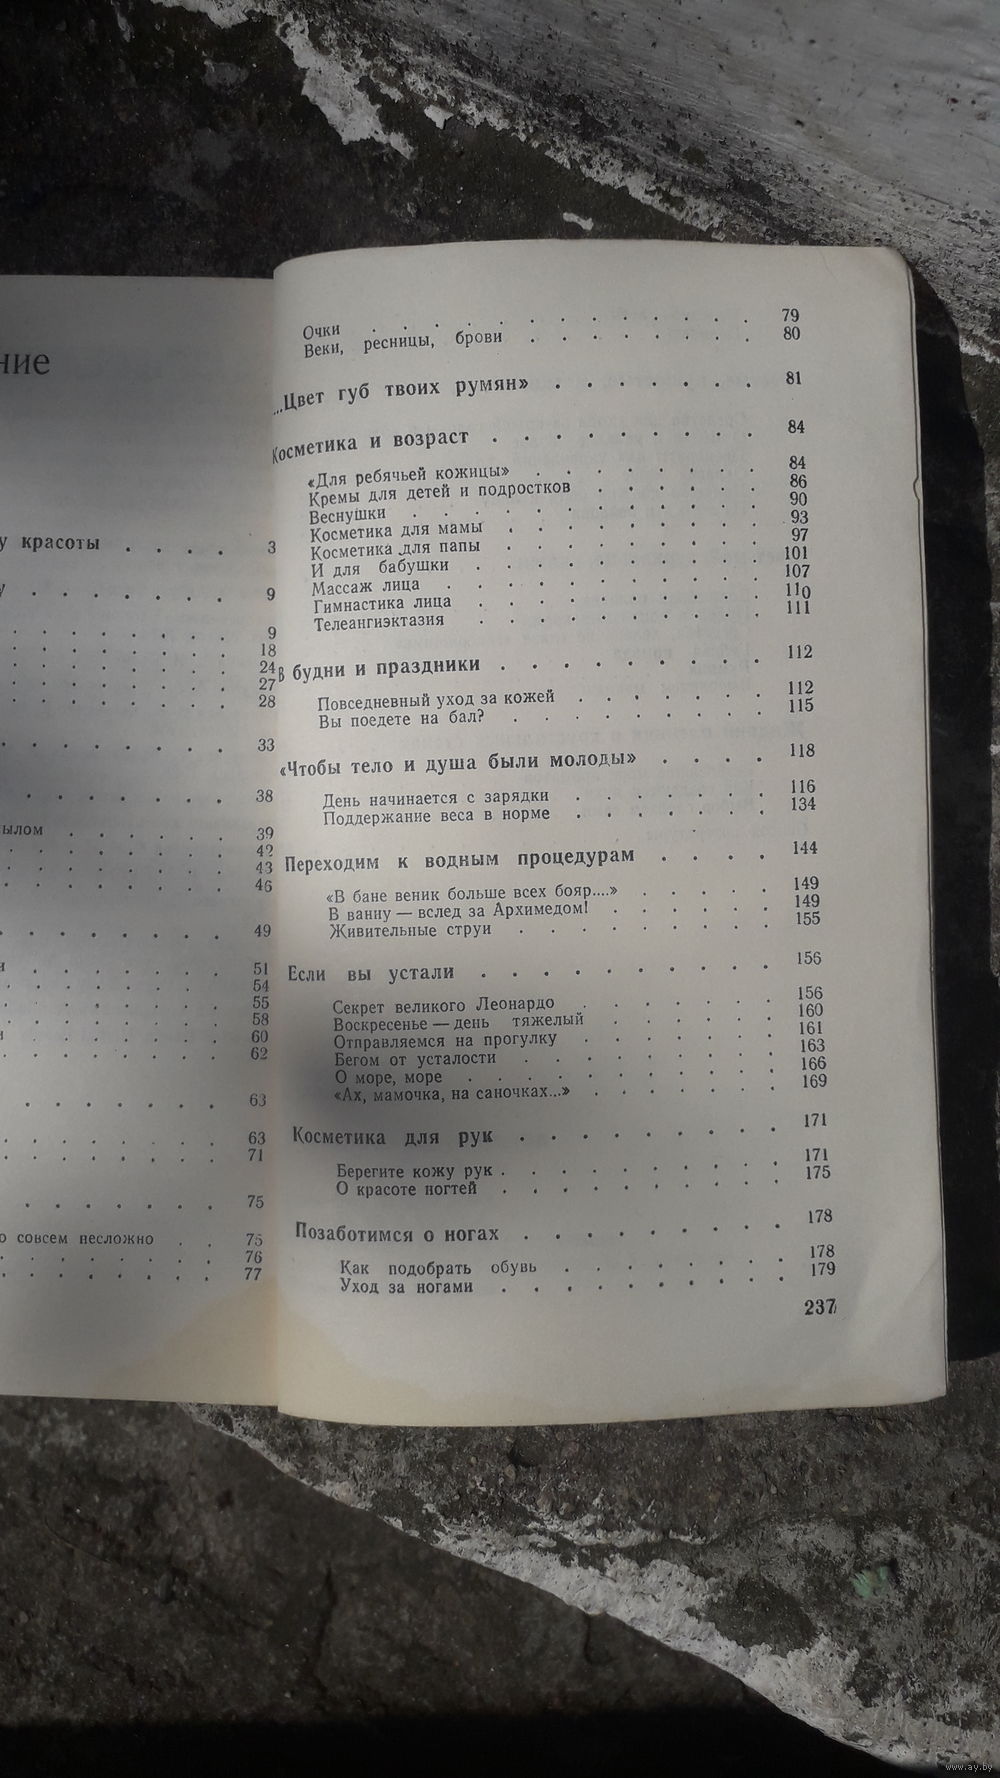 ние
у красоты . . . . 3
у . . . . . . . 9
. . . . . . . . 9
. . . . . . . . 18
. . . . . . . . 24
. . . . . . . . 27
. . . . . . . . 28
. . . . . . . . 33
. . . . . . . . 38
ылом . . . . . . 39
. . . . . . . . 42
. . . . . . . . 43
. . . . . . . . 46
. . . . . . . . 49
и . . . . . . . 51
. . . . . . . . 54
. . . . . . . . 55
. . . . . . . . 58
. . . . . . . . 60
. . . . . . . . 62
. . . . . . . . 63
. . . . . . . . 63
. . . . . . . . 71
. . . . . . . . 75
о совсем несложно . . 75
. . . . . . . . 76
. . . . . . . . 77
Очки . . . . . . . . . . . . 79
Веки, ресницы, брови . . . . . . . . 80
...Цвет губ твоих румян» . . . . . . . 81
Косметика и возраст . . . . . . . . . 84
«Для ребячьей кожицы» . . . . . . . . 84
Кремы для детей и подростков . . . . . . 86
Веснушки . . . . . . . . . . . 90
Косметика для мамы . . . . . . . . . 93
Косметика для папы . . . . . . . . . 97
И для бабушки . . . . . . . . . . 101
Массаж лица . . . . . . . . . . . 107
Гимнастика лица . . . . . . . . . . 110
Телеангиэктазия . . . . . . . . . . 111
В будни и праздники . . . . . . . . . 112
Повседневный уход за кожей . . . . . . . 112
Вы поедете на бал? . . . . . . . . . 115
«Чтобы тело и душа были молоды» . . . . 118
День начинается с зарядки . . . . . . . 116
Поддержание веса в норме . . . . . . . 134
Переходим к водным процедурам . . . . 144
«В бане веник больше всех бояр....» . . . . . 149
В ванну — вслед за Архимедом! . . . . . . 149
Живительные струи . . . . . . . . . 155
Если вы устали . . . . . . . . . . 156
Секрет великого Леонардо . . . . . . . 156
Воскресенье — день тяжелый . . . . . . 160
Отправляемся на прогулку . . . . . . . 161
Бегом от усталости . . . . . . . . . 163
О море, море . . . . . . . . . . . 166
«Ах, мамочка, на саночках...» . . . . . . 169
Косметика для рук . . . . . . . . . 171
Берегите кожу рук . . . . . . . . . . 171
О красоте ногтей . . . . . . . . . . 175
Позаботимся о ногах . . . . . . . . . 178
Как подобрать обувь . . . . . . . . 178
Уход за ногами . . . . . . . . . . 179
237
www.ay.by